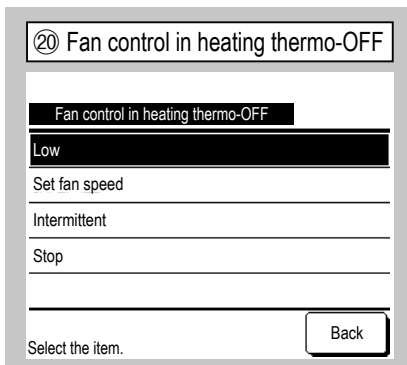 ⑳ Fan control in heating thermo-OFF
Fan control in heating thermo-OFF
Low
Set fan speed
Intermittent
Stop
Select the item.
Back